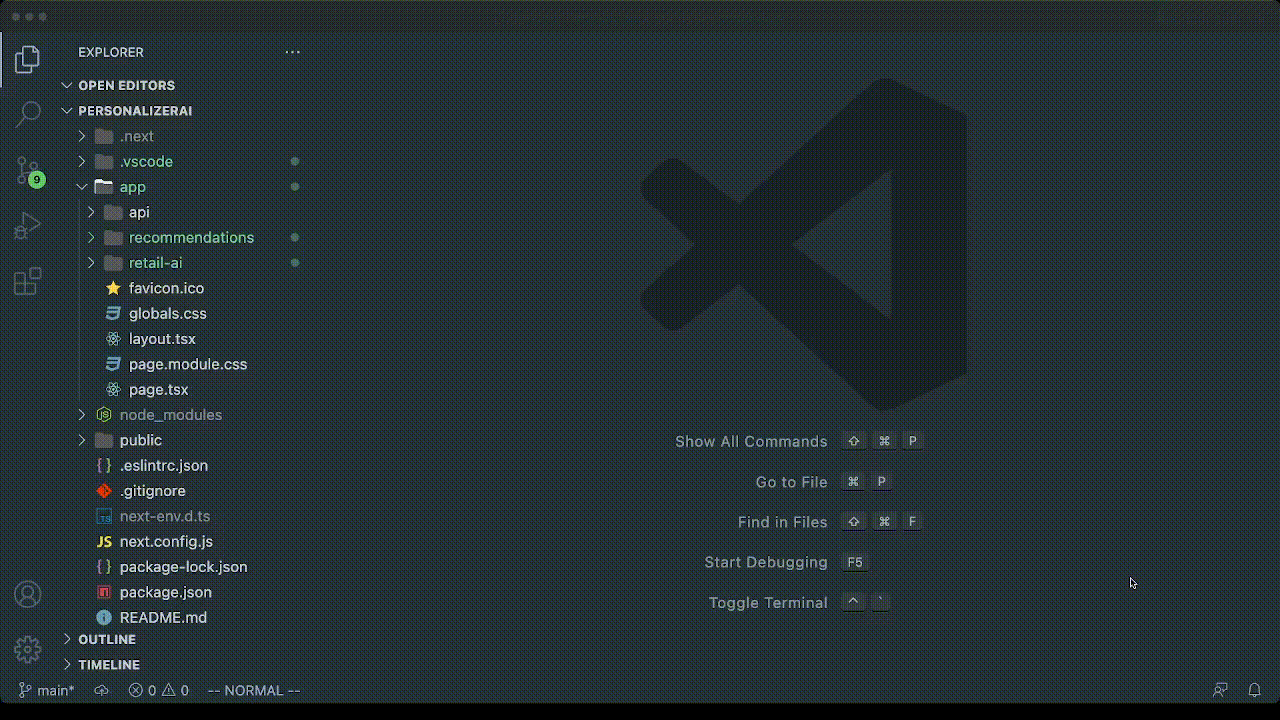 EXPLORER
OPEN EDITORS
PERSONALIZERAI
.next
.vscode
app
api
recommendations
retail-ai
favicon.ico
globals.css
layout.tsx
page.module.css
page.tsx
JS node_modules
public
{ } .eslintrc.json
.gitignore
TS next-env.d.ts
JS next.config.js
{ } package-lock.json
package.json
README.md
OUTLINE
TIMELINE
9
Show All Commands ⇧ ⌘ P
Go to File ⌘ P
Find in Files ⇧ ⌘ F
Start Debugging F5
Toggle Terminal ^ `
main* 0 0 -- NORMAL --